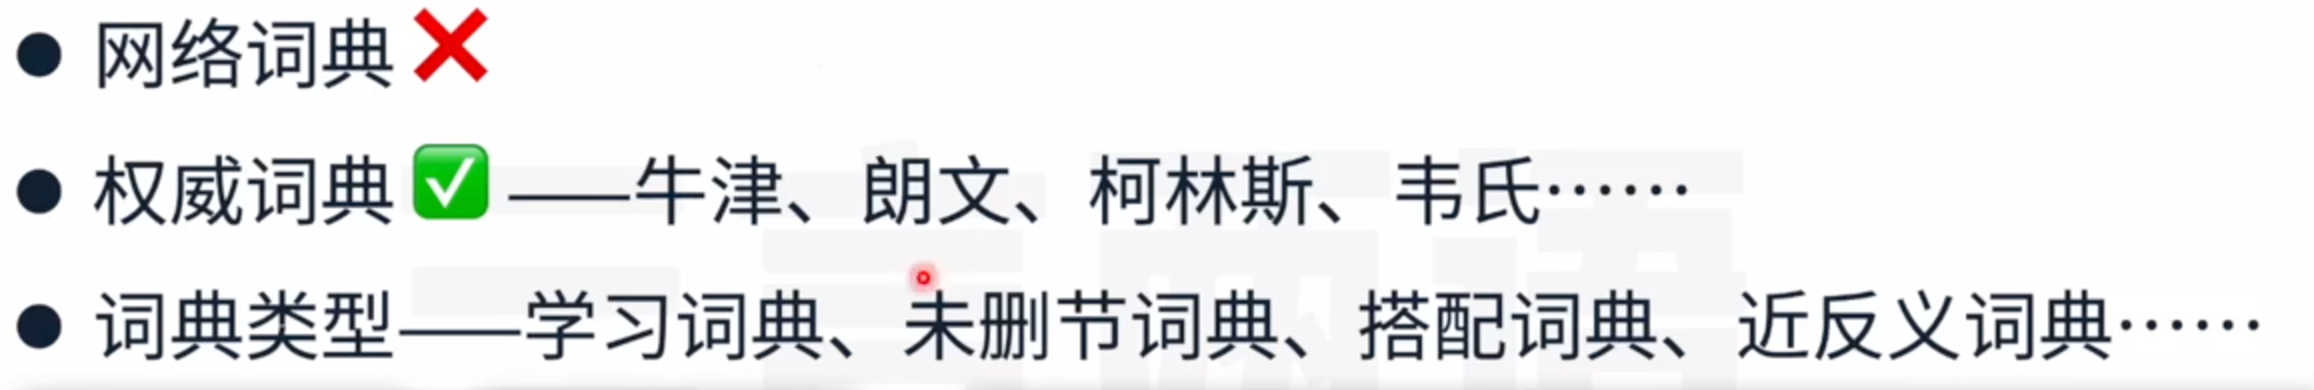 ● 网络词典❌
● 权威词典✅——牛津、朗文、柯林斯、韦氏……
● 词典类型——学习词典、未删节词典、搭配词典、近反义词典……